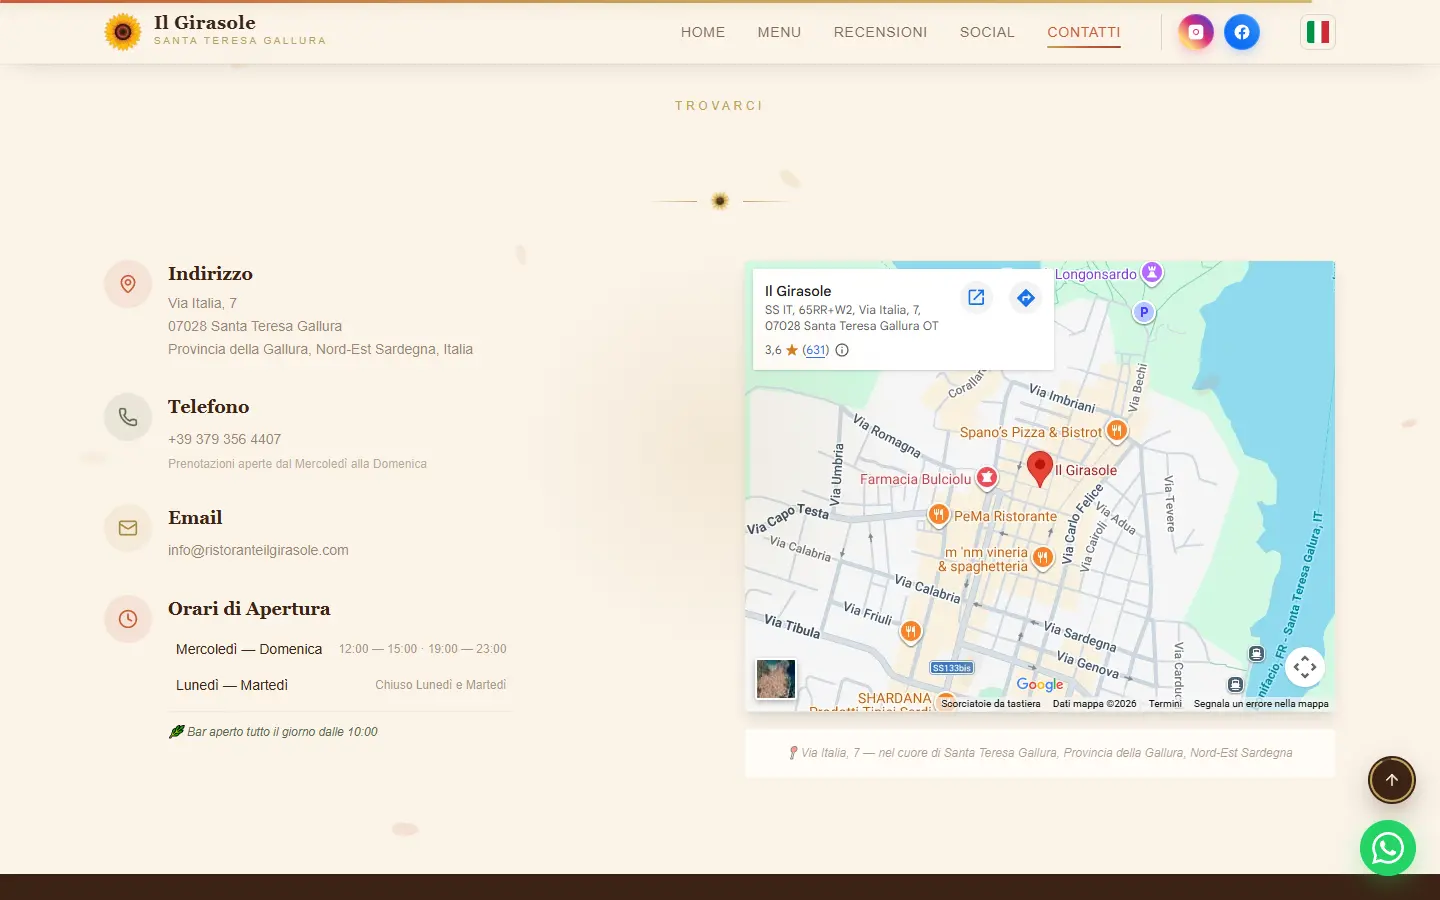 Il Girasole
SANTA TERESA GALLURA
HOME
MENU
RECENSIONI
SOCIAL
CONTATTI
TROVARCI
Indirizzo
Via Italia, 7
07028 Santa Teresa Gallura
Provincia della Gallura, Nord-Est Sardegna, Italia
Telefono
+39 379 356 4407
Prenotazioni aperte dal Mercoledì alla Domenica
Email
info@ristoranteilgirasole.com
Orari di Apertura
Mercoledì — Domenica 12:00 — 15:00 · 19:00 — 23:00
Lunedì — Martedì Chiuso Lunedì e Martedì
Bar aperto tutto il giorno dalle 10:00
Il Girasole
SS IT, 65RR+W2, Via Italia, 7,
07028 Santa Teresa Gallura OT
3,6 ★ (631)
Longonsardo
P
Via Bechi
Via Imbriani
Via Romagna
Spano's Pizza & Bistrot
Via Umbria
Farmacia Bulciolu
Il Girasole
Via Tevere
Via Capo Testa
PeMa Ristorante
Via Carlo Felice
Via Adua
Via Cairoli
Via Calabria
m 'nm vineria
& spaghetteria
Via Calabria
Via Friuli
Via Tibula
Via Sardegna
Via Genova
SS133bis
Google
SHARDANA
Scorciatoie da tastiera
Dati mappa ©2026
Termini
Segnala un errore nella mappa
Via Italia, 7 — nel cuore di Santa Teresa Gallura, Provincia della Gallura, Nord-Est Sardegna